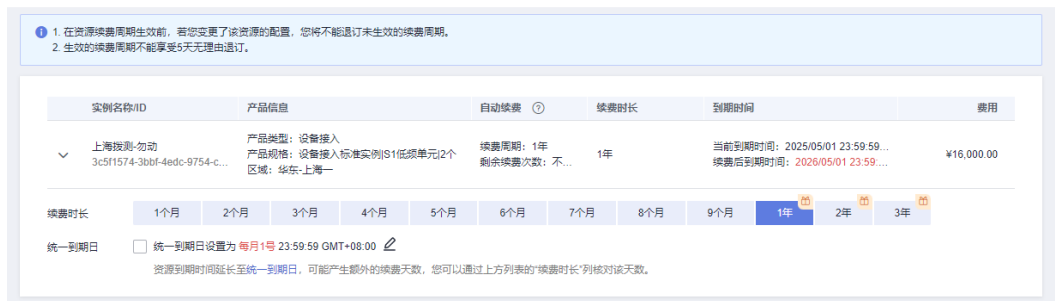 1. 在资源续费周期生效前，若您变更了该资源的配置，您将不能退订未生效的续费周期。
2. 生效的续费周期不能享受5天无理由退订。
实例名称/ID 产品信息 自动续费 续费时长 到期时间 费用
上海拨测-勿动
3c5f1574-3bbf-4edc-9754-c...
产品类型：设备接入
产品规格：设备接入标准实例|S1低频单元|2个
区域：华东-上海一
续费周期：1年
剩余续费次数：不...
1年
当前到期时间：2025/05/01 23:59:59...
续费后到期时间：2026/05/01 23:59:...
¥16,000.00
续费时长 1个月 2个月 3个月 4个月 5个月 6个月 7个月 8个月 9个月 1年 2年 3年
统一到期日 统一到期日设置为 每月1号 23:59:59 GMT+08:00
资源到期时间延长至统一到期日，可能产生额外的续费天数，您可以通过上方列表的“续费时长”列核对该天数。